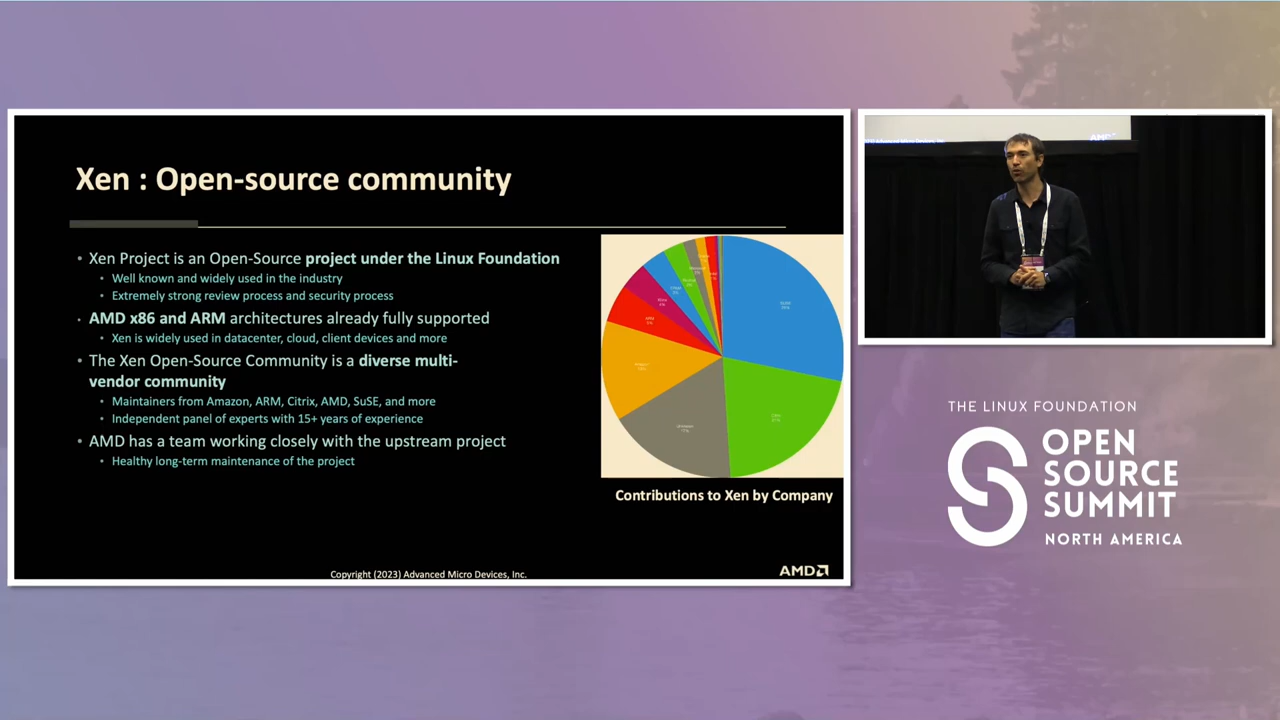 Xen : Open-source community
• Xen Project is an Open-Source project under the Linux Foundation
• Well known and widely used in the industry
• Extremely strong review process and security process
• AMD x86 and ARM architectures already fully supported
• Xen is widely used in datacenter, cloud, client devices and more
• The Xen Open-Source Community is a diverse multi-
vendor community
• Maintainers from Amazon, ARM, Citrix, AMD, SuSE, and more
• Independent panel of experts with 15+ years of experience
• AMD has a team working closely with the upstream project
• Healthy long-term maintenance of the project
Contributions to Xen by Company
Copyright (2023) Advanced Micro Devices, Inc.
AMD
THE LINUX FOUNDATION
OPEN
SOURCE
SUMMIT
NORTH AMERICA